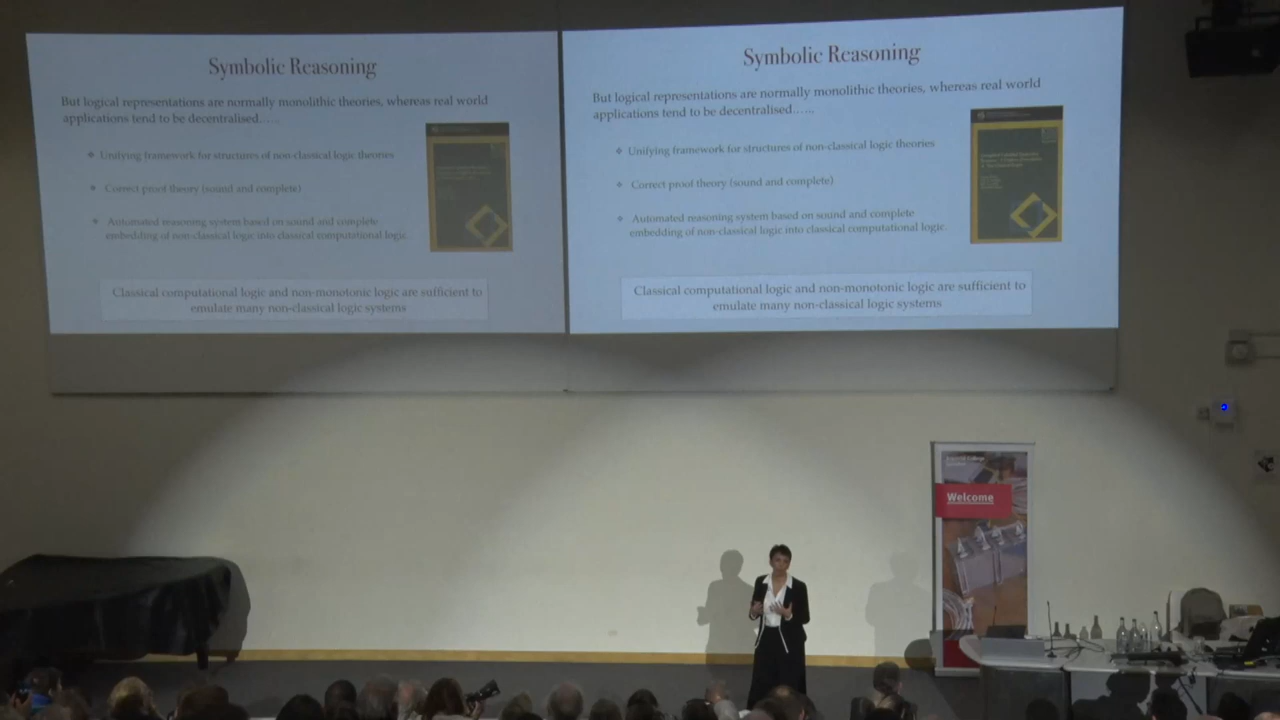 Symbolic Reasoning
But logical representations are normally monolithic theories, whereas real world
applications tend to be decentralised.....
❖ Unifying framework for structures of non-classical logic theories
❖ Correct proof theory (sound and complete)
❖ Automated reasoning system based on sound and complete
embedding of non-classical logic into classical computational logic
Classical computational logic and non-monotonic logic are sufficient to
emulate many non-classical logic systems
Symbolic Reasoning
But logical representations are normally monolithic theories, whereas real world
applications tend to be decentralised.....
❖ Unifying framework for structures of non-classical logic theories
❖ Correct proof theory (sound and complete)
❖ Automated reasoning system based on sound and complete
embedding of non-classical logic into classical computational logic
Classical computational logic and non-monotonic logic are sufficient to
emulate many non-classical logic systems
Imperial College
London
Welcome